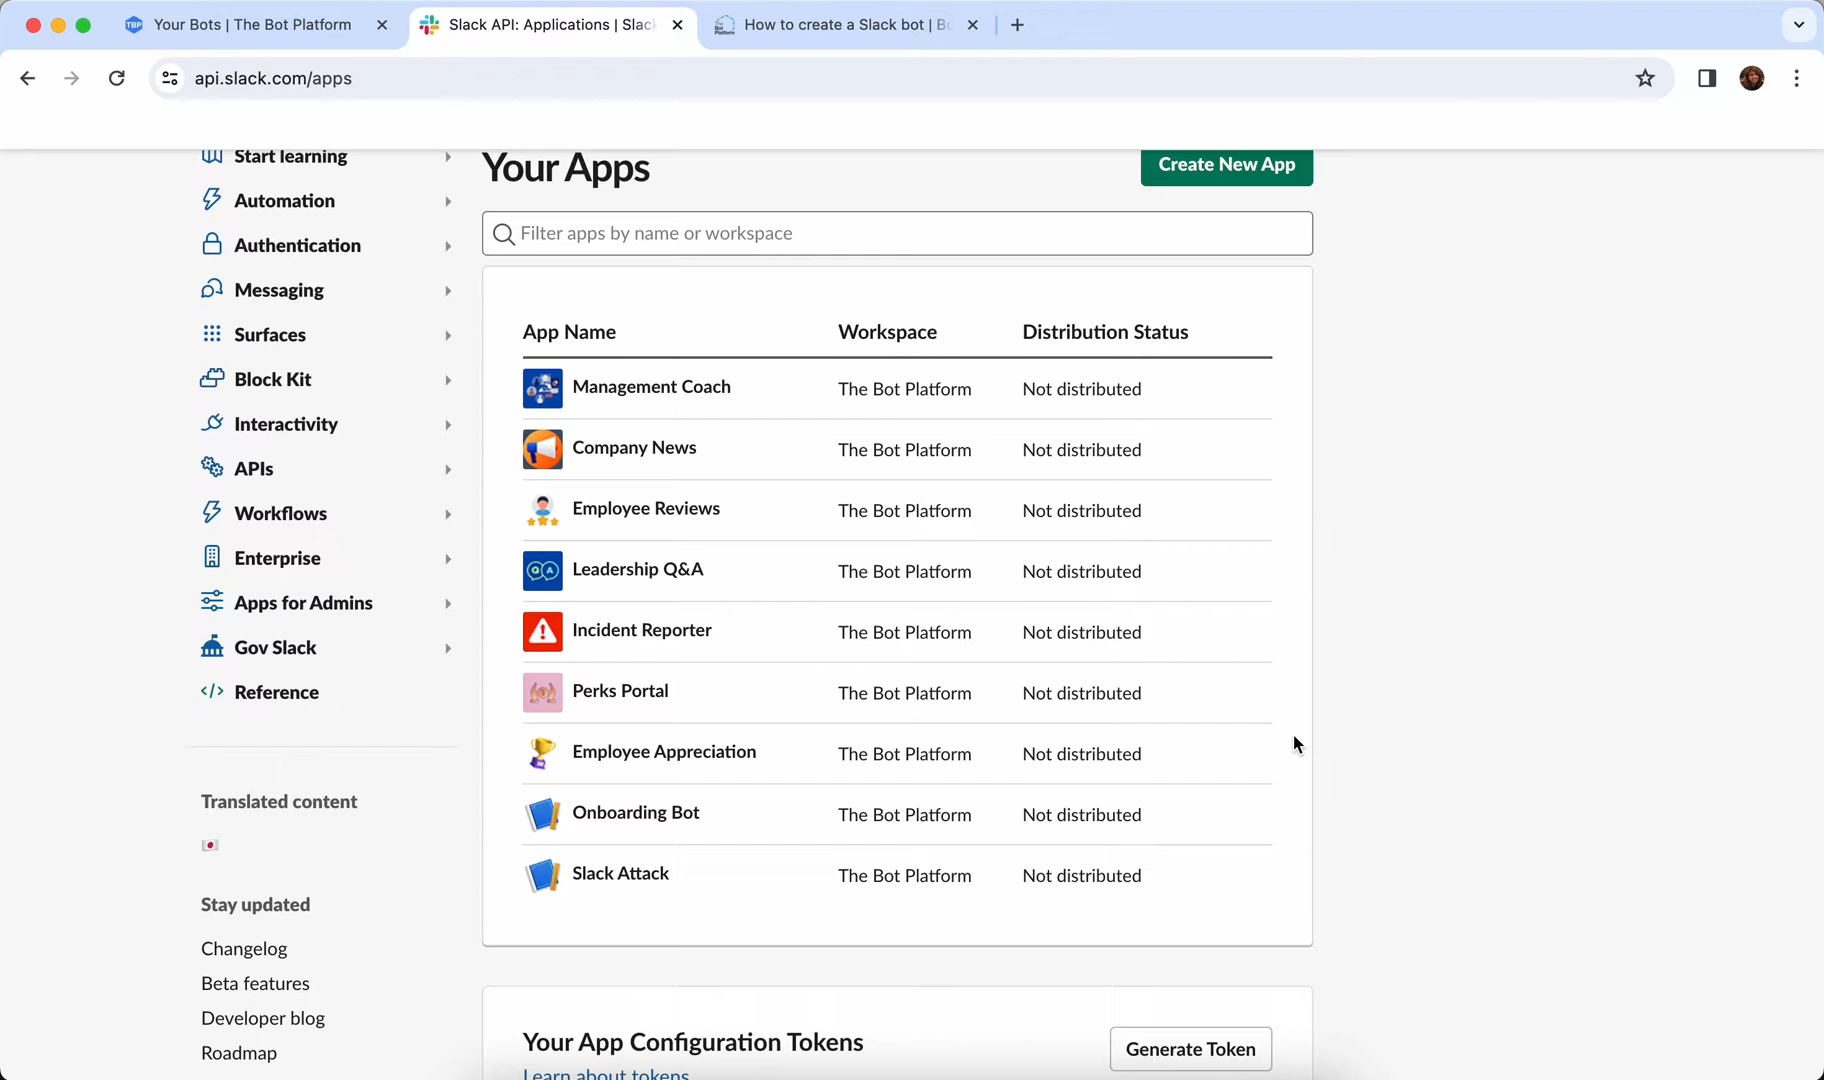 Your Bots | The Bot Platform
Slack API: Applications | Slac
How to create a Slack bot | B
api.slack.com/apps
Start learning
Automation
Authentication
Messaging
Surfaces
Block Kit
Interactivity
APIs
Workflows
Enterprise
Apps for Admins
Gov Slack
Reference
Translated content
Stay updated
Changelog
Beta features
Developer blog
Roadmap
Your Apps
Create New App
Filter apps by name or workspace
App Name Workspace Distribution Status
Management Coach The Bot Platform Not distributed
Company News The Bot Platform Not distributed
Employee Reviews The Bot Platform Not distributed
Leadership Q&A The Bot Platform Not distributed
Incident Reporter The Bot Platform Not distributed
Perks Portal The Bot Platform Not distributed
Employee Appreciation The Bot Platform Not distributed
Onboarding Bot The Bot Platform Not distributed
Slack Attack The Bot Platform Not distributed
Your App Configuration Tokens
Generate Token
Learn about tokens